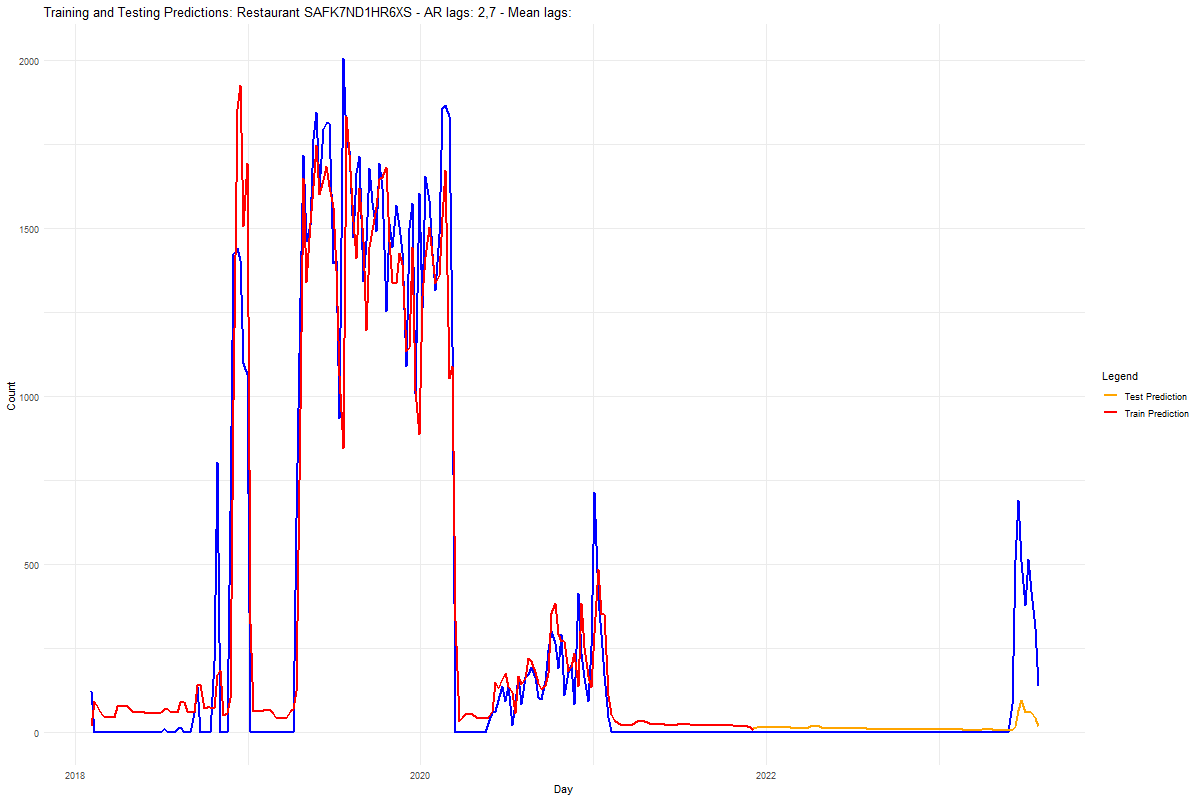 Training and Testing Predictions: Restaurant SAFK7ND1HR6XS - AR lags: 2,7 - Mean lags:
2000
1500
1000
500
0
Count
2018
2020
2022
Day
Legend
Test Prediction
Train Prediction